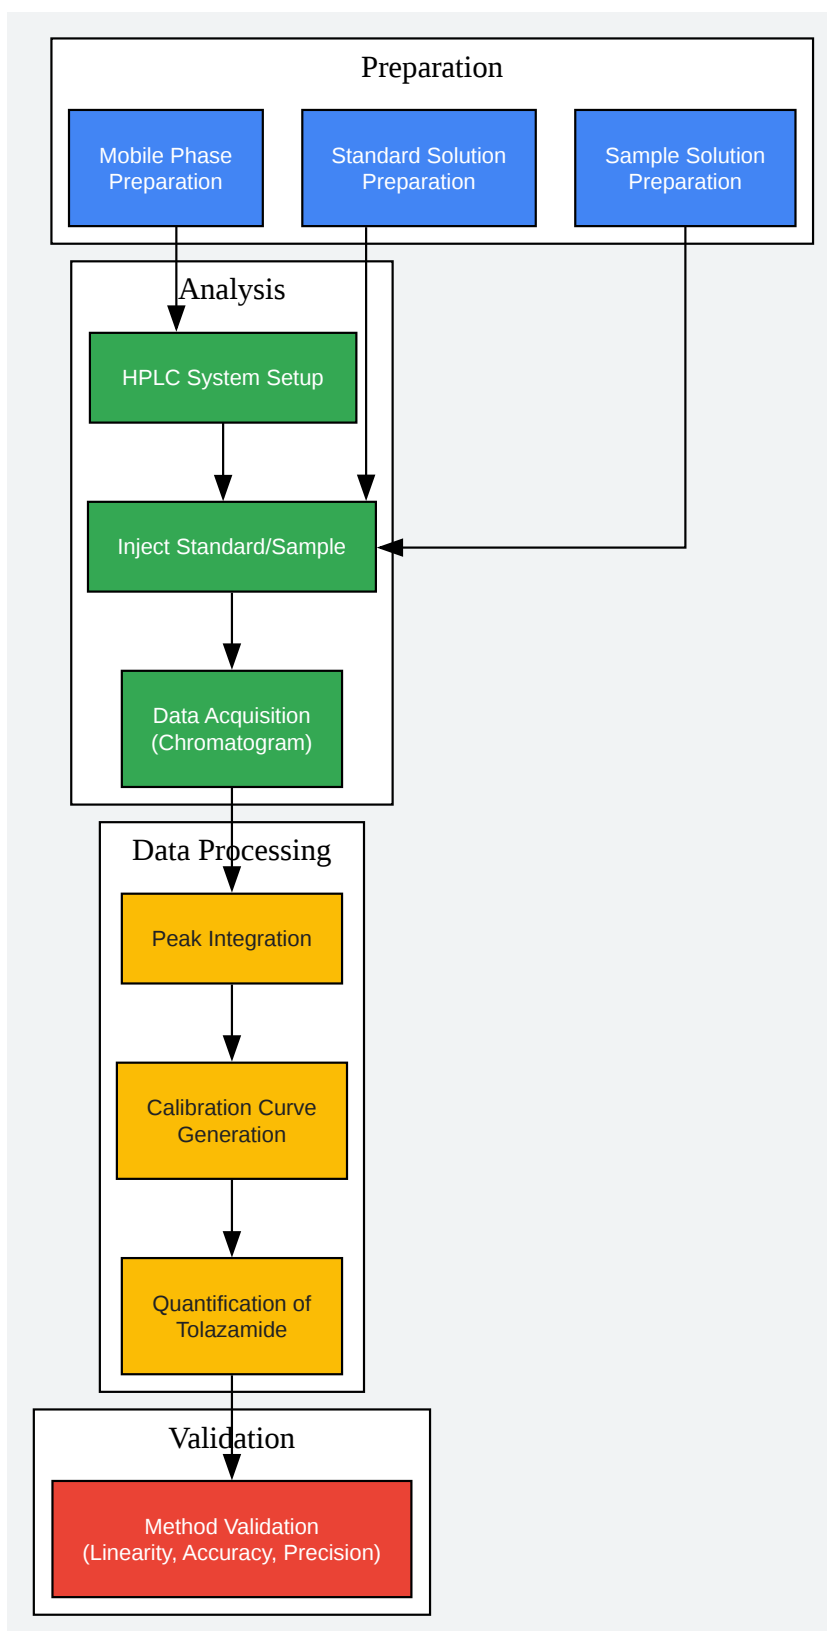 Preparation
Mobile Phase
Preparation
Standard Solution
Preparation
Sample Solution
Preparation
Analysis
HPLC System Setup
Inject Standard/Sample
Data Acquisition
(Chromatogram)
Data Processing
Peak Integration
Calibration Curve
Generation
Quantification of
Tolazamide
Validation
Method Validation
(Linearity, Accuracy, Precision)